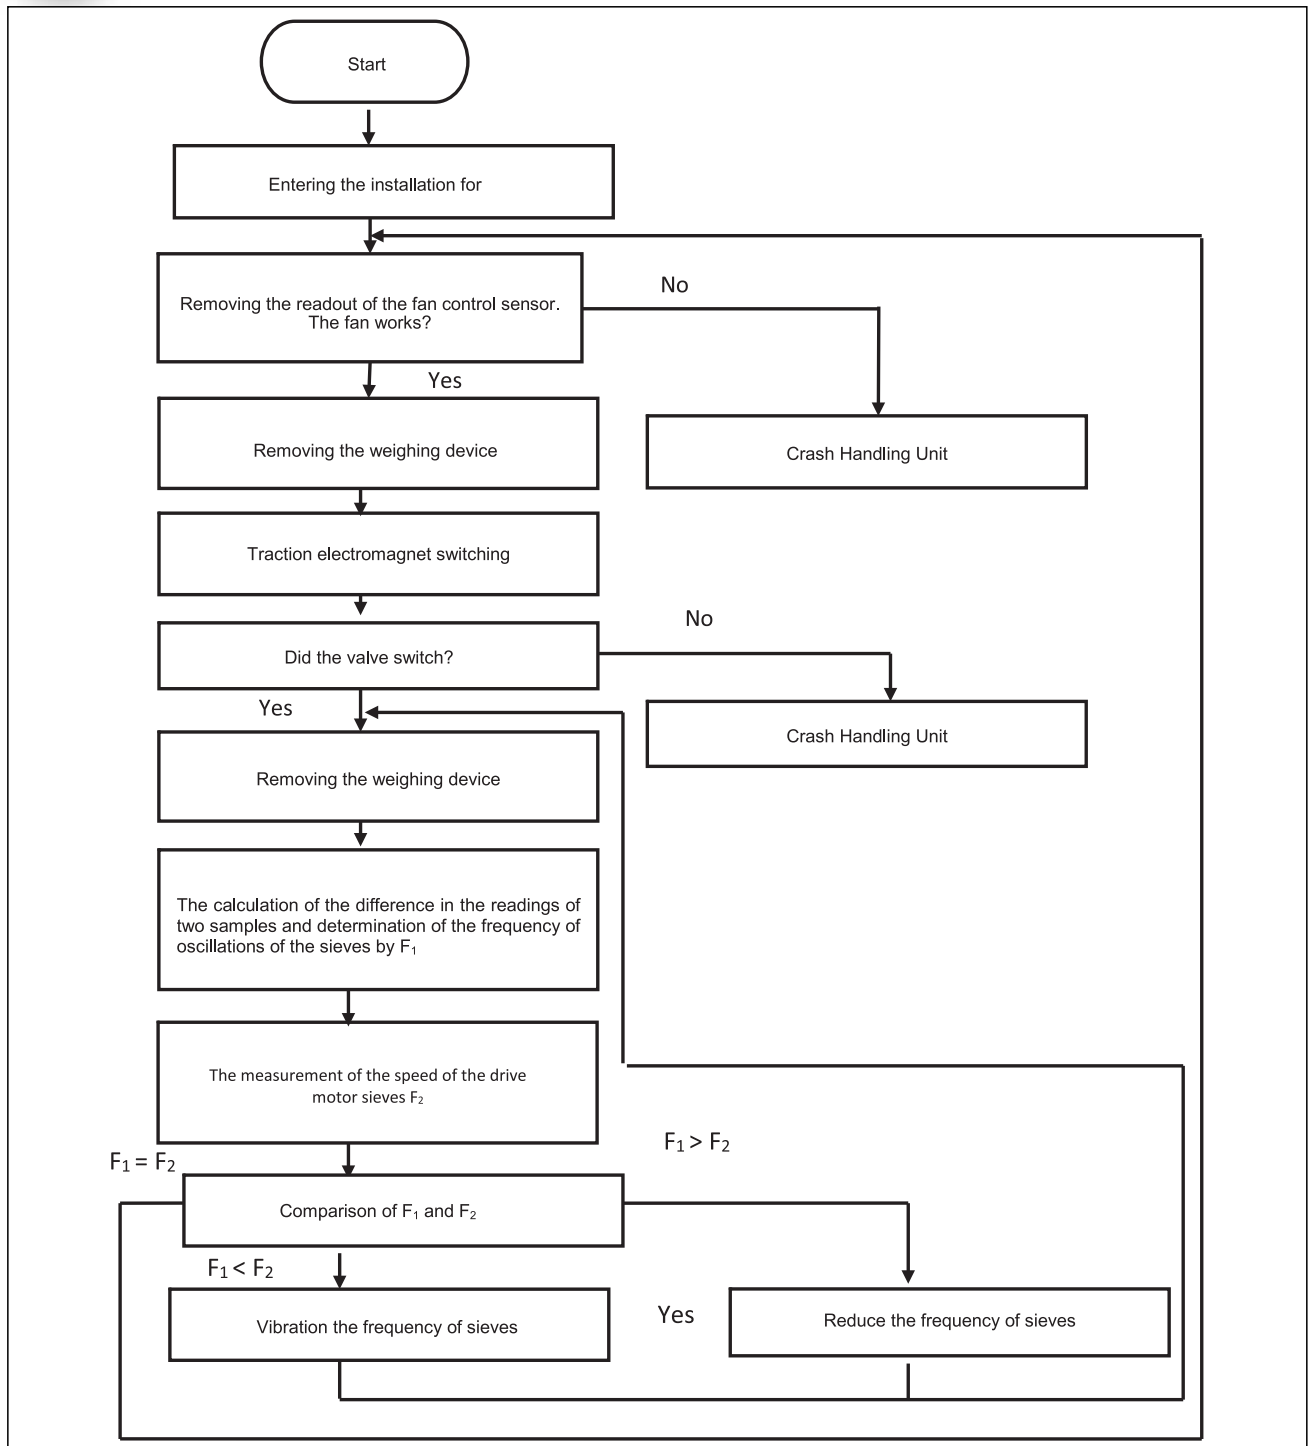 Start
Entering the installation for
Removing the readout of the fan control sensor.
The fan works?
No
Yes
Removing the weighing device
Crash Handling Unit
Traction electromagnet switching
No
Did the valve switch?
Yes
Crash Handling Unit
Removing the weighing device
The calculation of the difference in the readings of
two samples and determination of the frequency of
oscillations of the sieves by F₁
The measurement of the speed of the drive
motor sieves F₂
F₁ > F₂
F₁ = F₂
Comparison of F₁ and F₂
F₁ < F₂
Vibration the frequency of sieves
Yes
Reduce the frequency of sieves